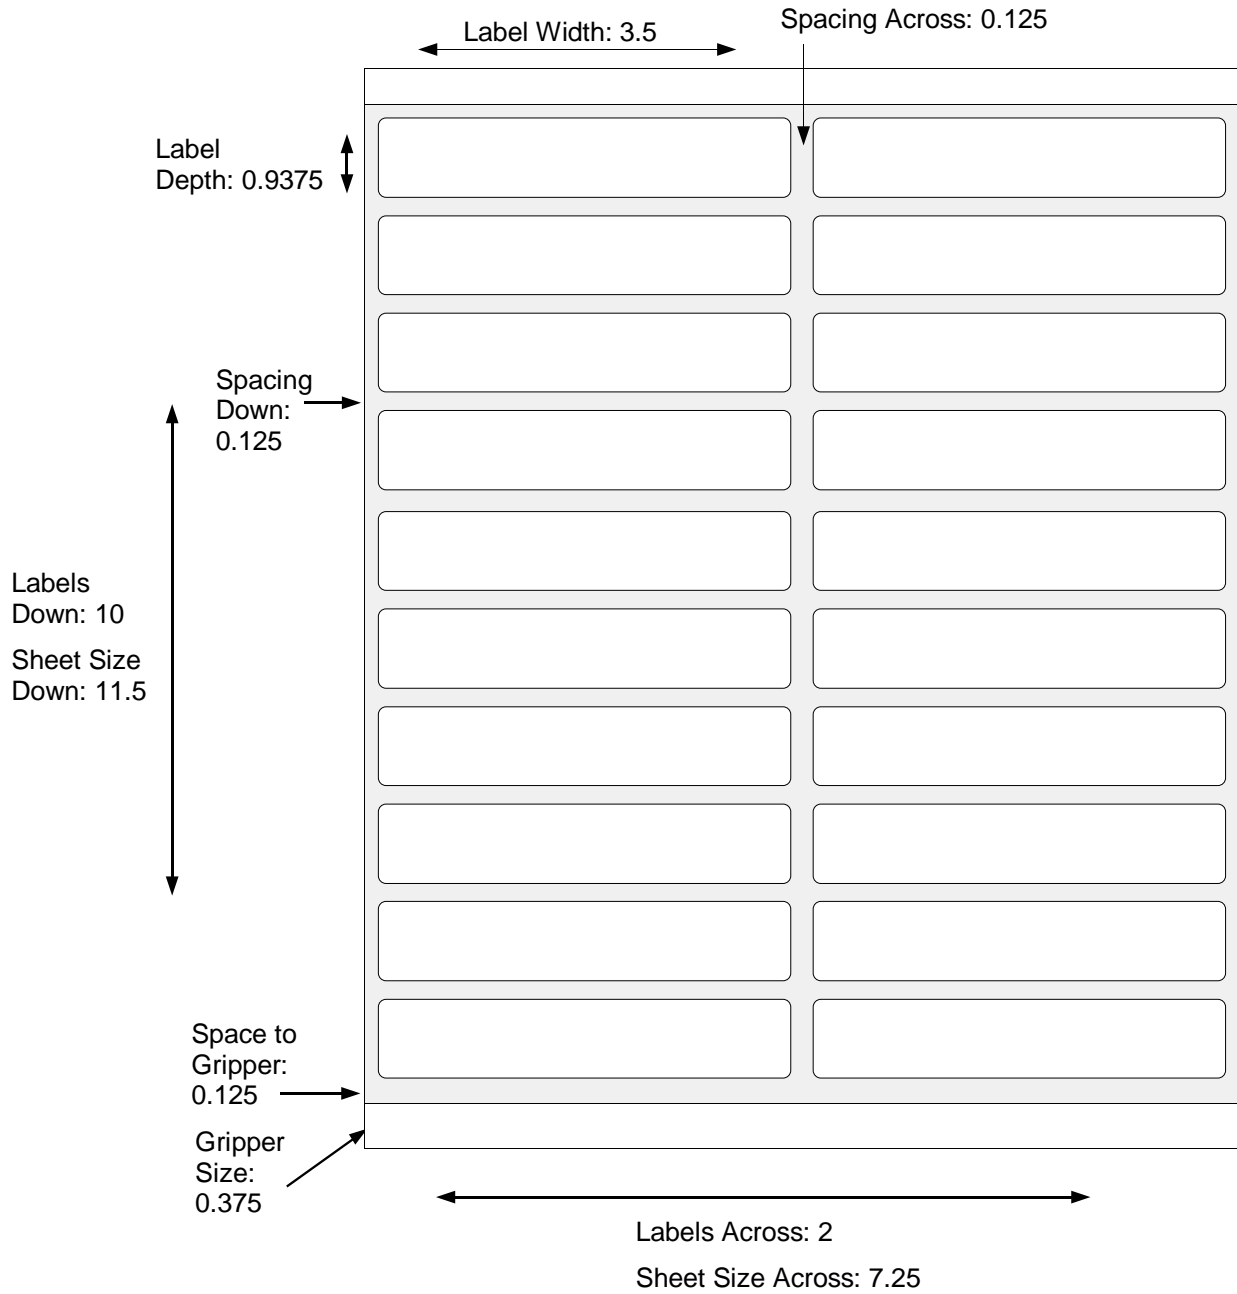 Spacing Across: 0.125
Label Width: 3.5
Label
Depth: 0.9375
Spacing
Down:
0.125
Labels
Down: 10
Sheet Size
Down: 11.5
Space to
Gripper:
0.125
Gripper
Size:
0.375
Labels Across: 2
Sheet Size Across: 7.25